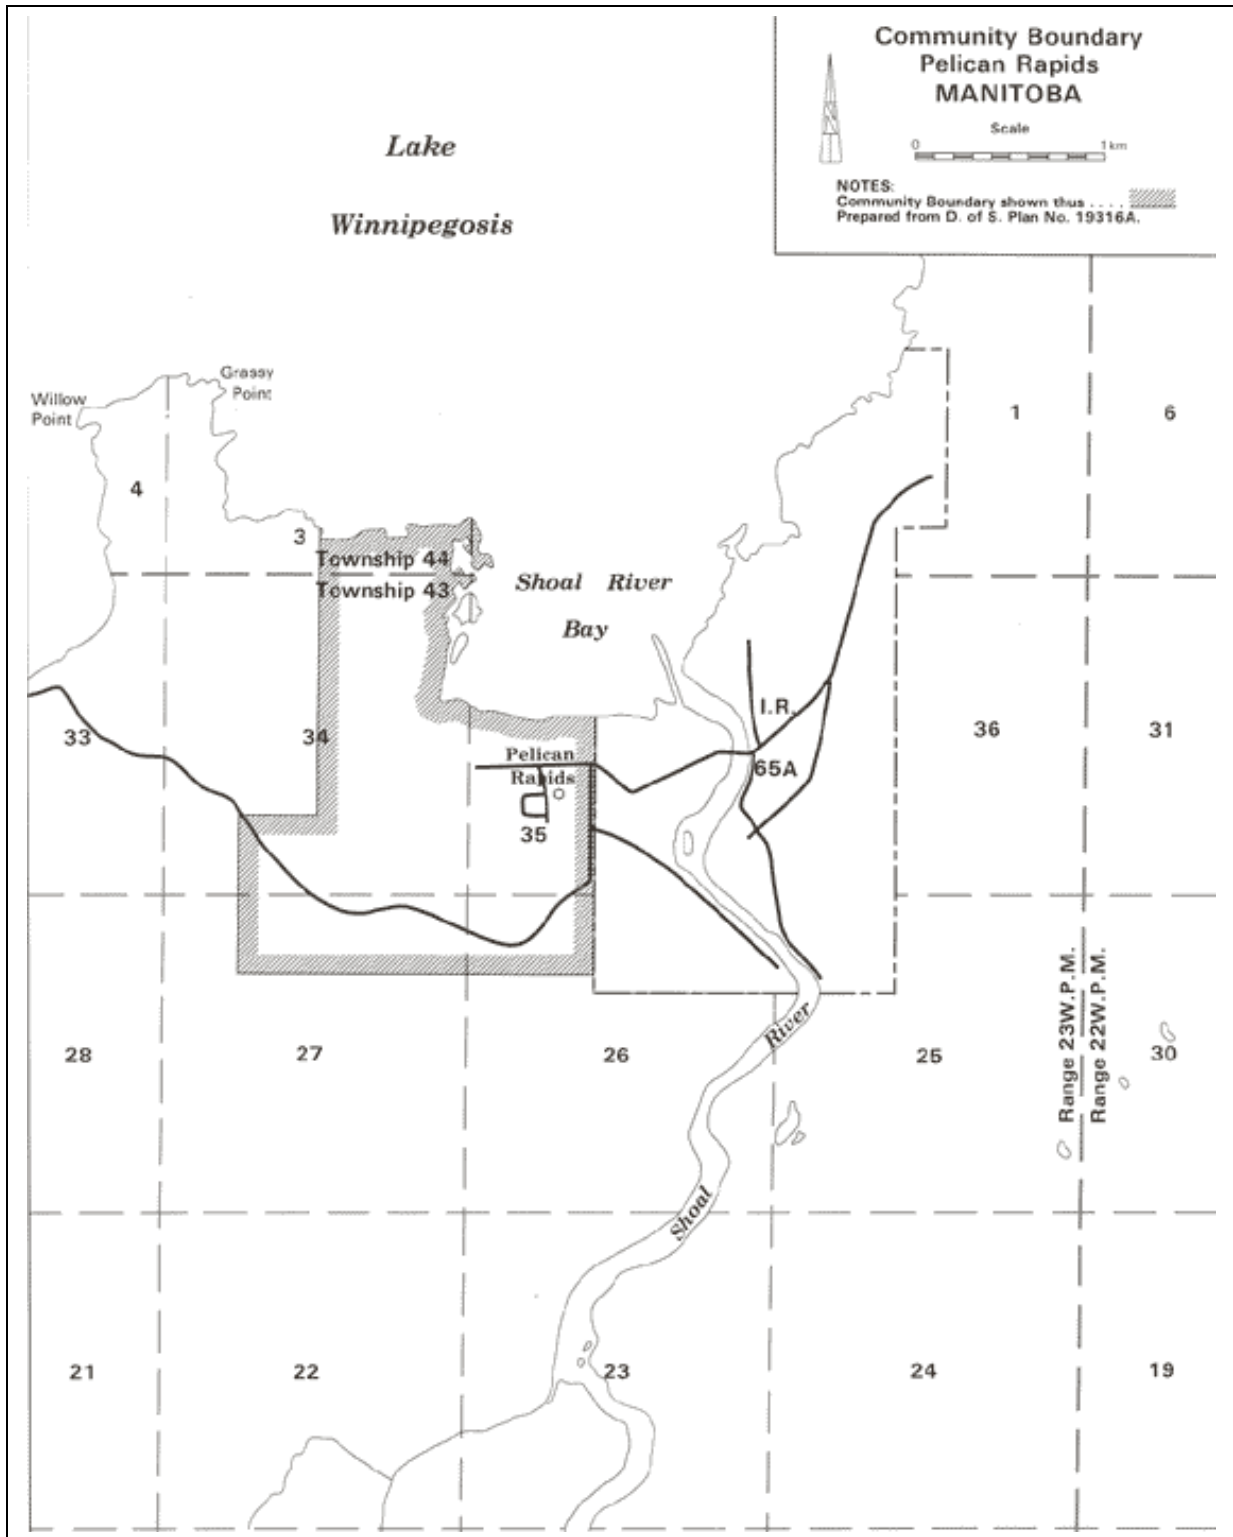 Community Boundary
Pelican Rapids
MANITOBA
Scale
0 1 km
NOTES:
Community Boundary shown thus . . . .
Prepared from D. of S. Plan No. 19316A.
Lake
Winnipegosis
Grassy
Point
Willow
Point
1
6
4
3
Township 44
Township 43
Shoal River
Bay
I.R.
65A
33
34
36
31
Pelican
Rapids
35
Range 23W.P.M.
Range 22W.P.M.
River
28
27
26
25
30
Shoal
21
22
23
24
19